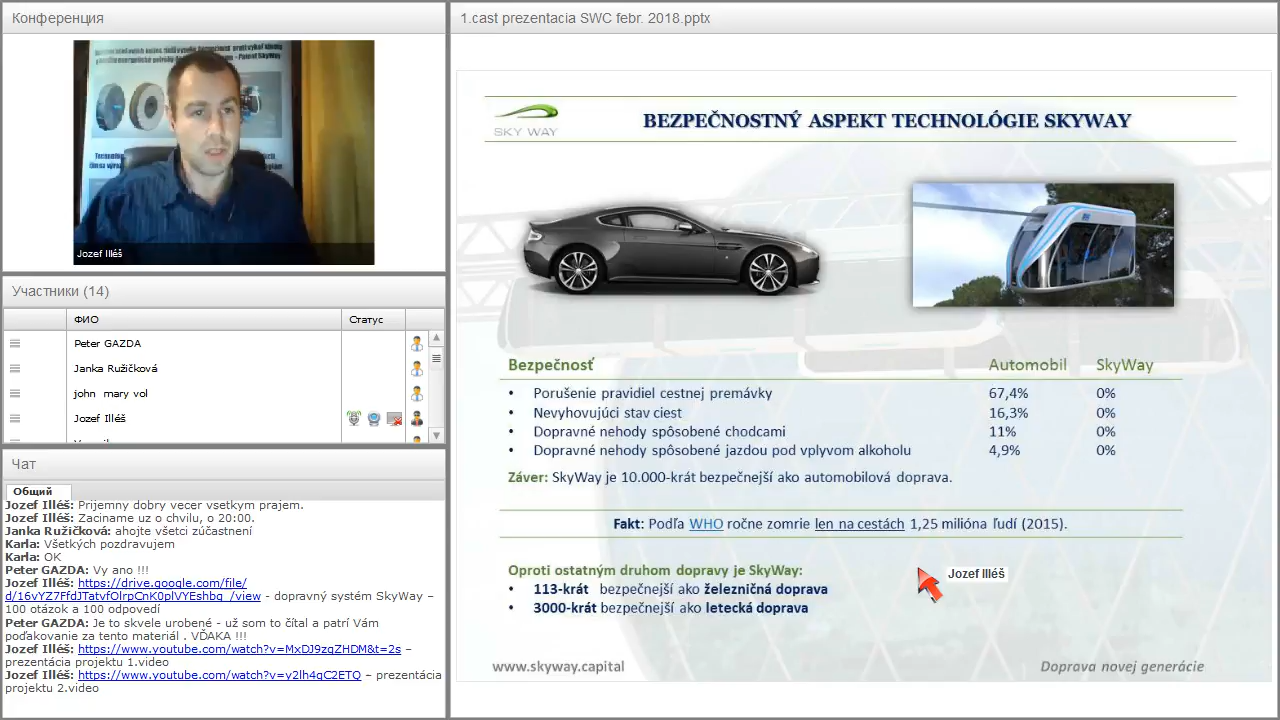 Конференция
Jozef Illéš
Участники (14)
ФИО
Статус
Peter GAZDA
Janka Ružičková
john mary vol
Jozef Illéš
Чат
Общий
Jozef Illéš: Prijemny dobry vecer vsetkym prajem.
Jozef Illéš: Zaciname uz o chvilu, o 20:00.
Janka Ružičková: ahojte všetci zúčastnení
Karla: Všetkých pozdravujem
Karla: OK
Peter GAZDA: Vy ano !!!
Jozef Illéš: https://drive.google.com/file/
- dopravný systém SkyWay –
100 otázok a 100 odpovedí
Peter GAZDA: Je to skvele urobené - už som to čítal a patrí Vám
poďakovanie za tento materiál . VĎAKA !!!
Jozef Illéš: https://www.youtube.com/watch?v=MxDJ9zqZHDM&t=2s –
prezentácia projektu 1.video
Jozef Illéš: https://www.youtube.com/watch?v=y2lh4qC2ETQ – prezentácia
projektu 2.video
1.cast prezentacia SWC febr. 2018.pptx
SKY WAY
BEZPEČNOSTNÝ ASPEKT TECHNOLÓGIE SKYWAY
Bezpečnosť Automobil SkyWay
• Porušenie pravidiel cestnej premávky 67,4% 0%
• Nevyhovujúci stav ciest 16,3% 0%
• Dopravné nehody spôsobené chodcami 11% 0%
• Dopravné nehody spôsobené jazdou pod vplyvom alkoholu 4,9% 0%
Záver: SkyWay je 10.000-krát bezpečnejší ako automobilová doprava.
Fakt: Podľa WHO ročne zomrie len na cestách 1,25 milióna ľudí (2015).
Oproti ostatným druhom dopravy je SkyWay:
• 113-krát bezpečnejší ako železničná doprava
• 3000-krát bezpečnejší ako letecká doprava
Jozef Illéš
www.skyway.capital
Doprava novej generácie